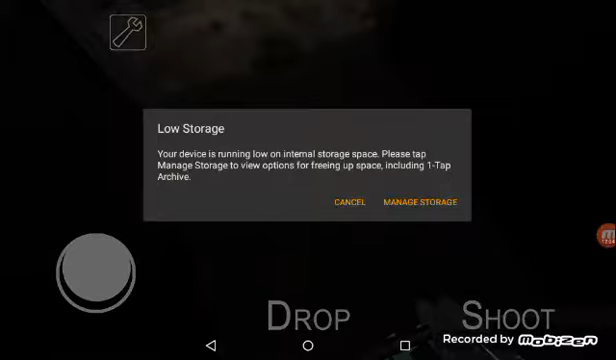 Low Storage
Your device is running low on internal storage space. Please tap
Manage Storage to view options for freeing up space, including 1-Tap
Archive.
CANCEL MANAGE STORAGE
DROP SHOOT
Recorded by mobizen